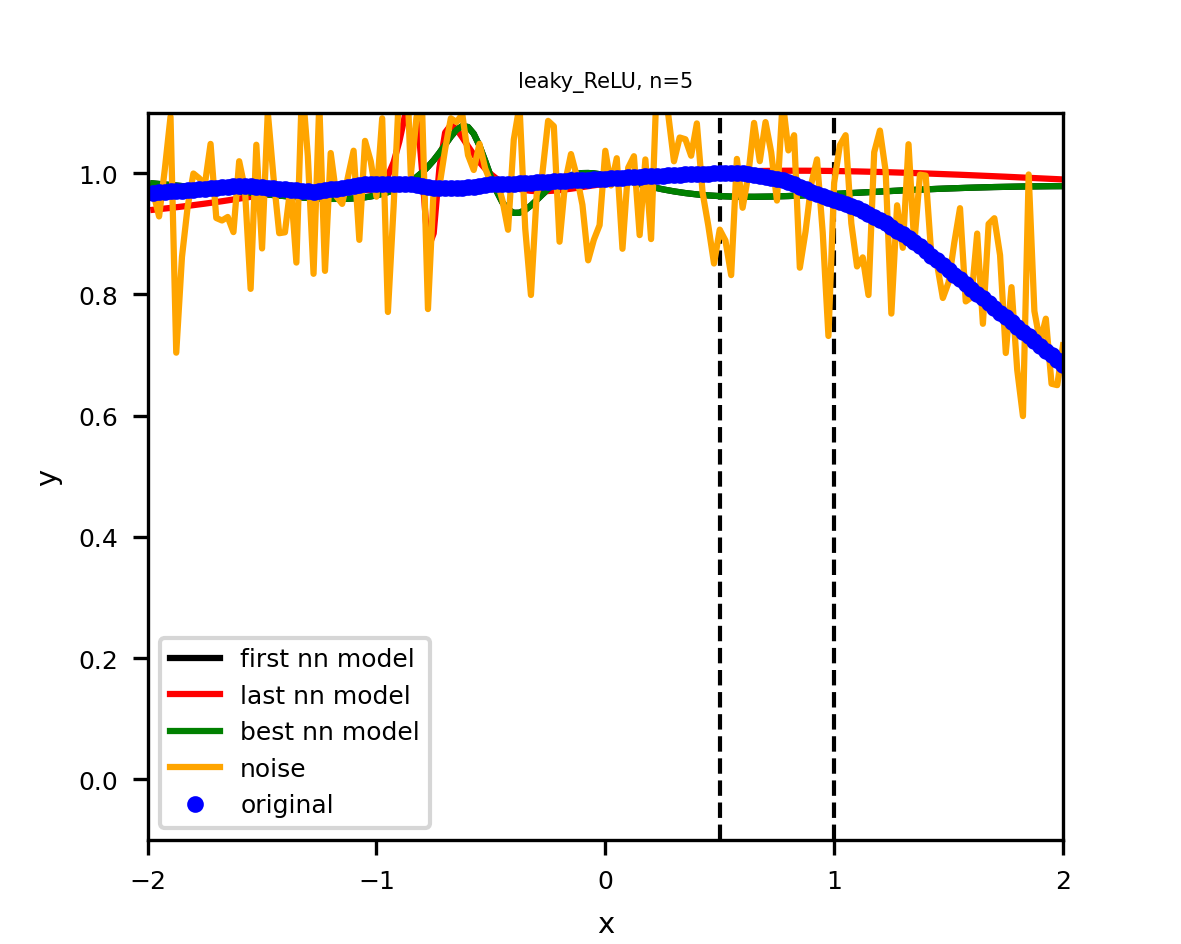 leaky_ReLU, n=5
1.0
0.8
0.6
0.4
0.2
0.0
y
first nn model
last nn model
best nn model
noise
original
−2
−1
0
1
2
x